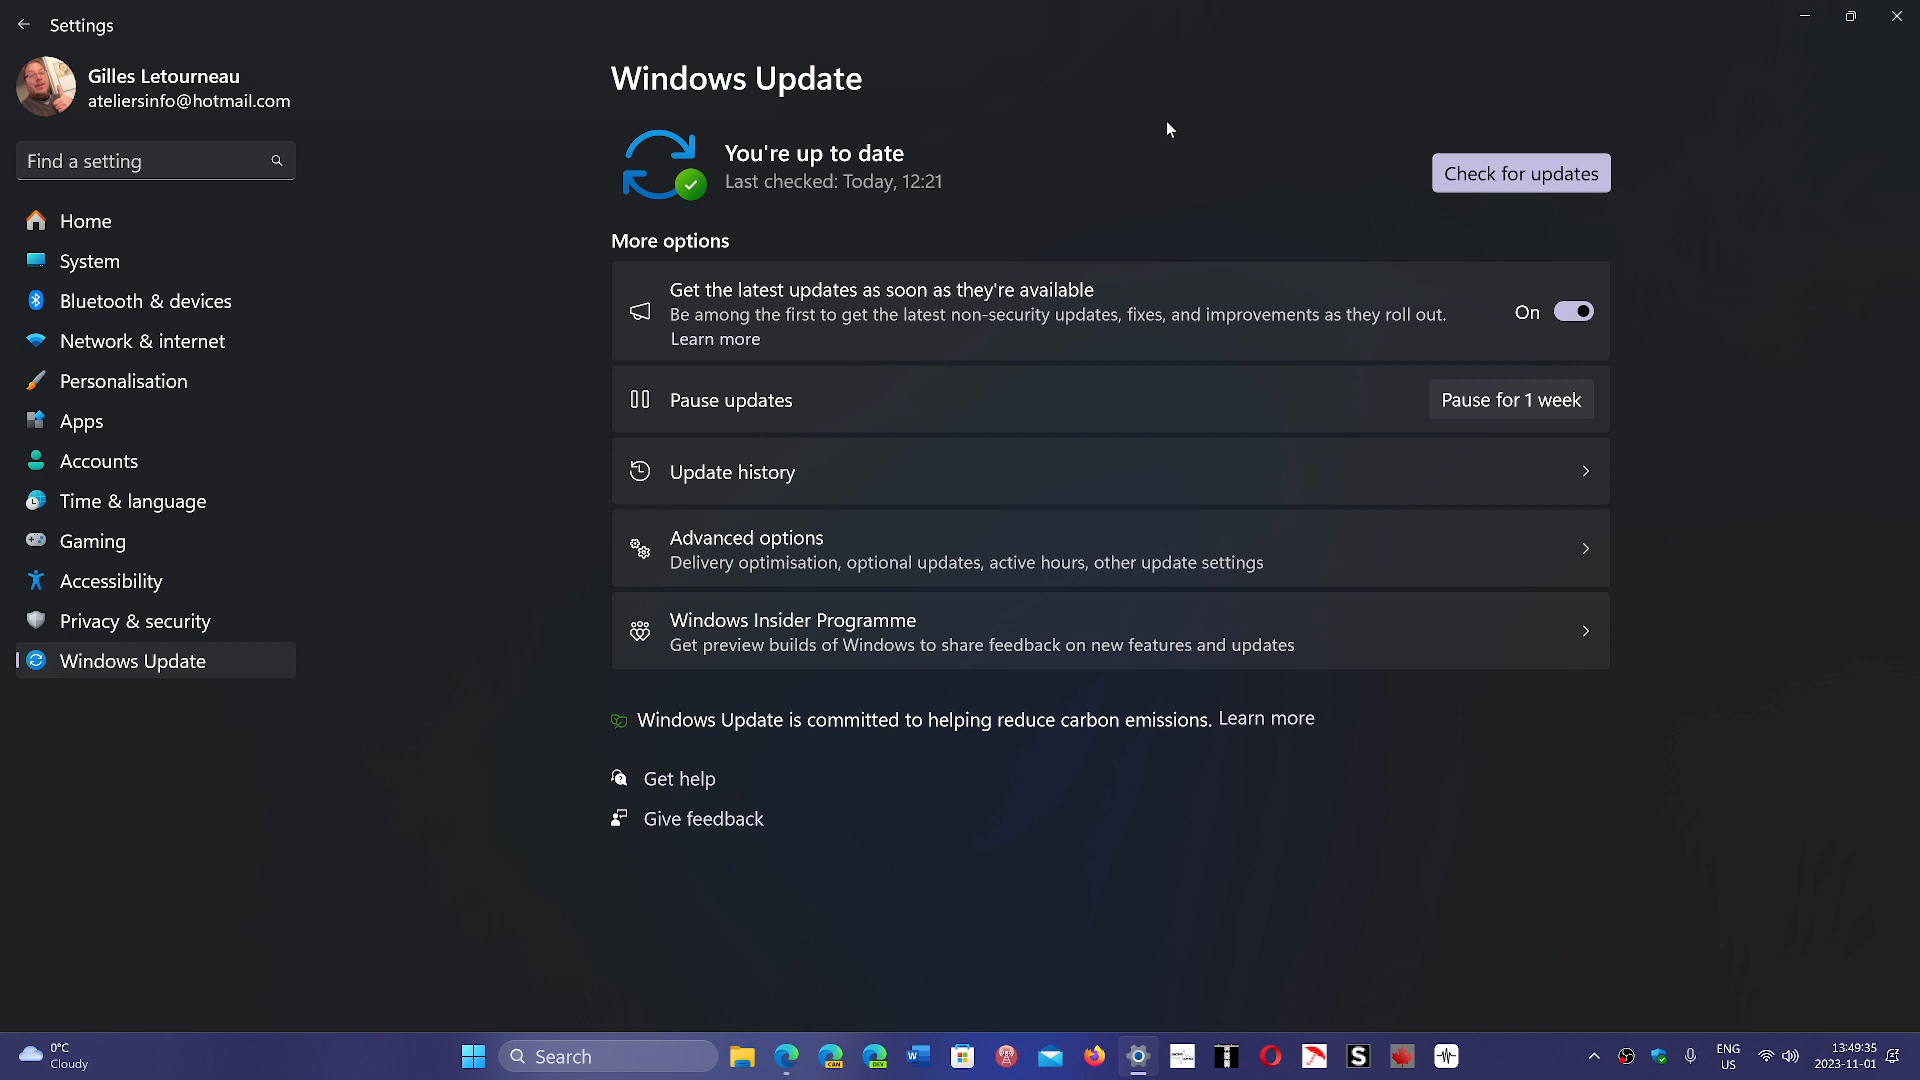 Settings
Gilles Letourneau
ateliersinfo@hotmail.com
Find a setting
Home
System
Bluetooth & devices
Network & internet
Personalisation
Apps
Accounts
Time & language
Gaming
Accessibility
Privacy & security
Windows Update
Windows Update
You're up to date
Last checked: Today, 12:21
Check for updates
More options
Get the latest updates as soon as they're available
Be among the first to get the latest non-security updates, fixes, and improvements as they roll out.
Learn more
On
Pause updates
Pause for 1 week
Update history
Advanced options
Delivery optimisation, optional updates, active hours, other update settings
Windows Insider Programme
Get preview builds of Windows to share feedback on new features and updates
Windows Update is committed to helping reduce carbon emissions. Learn more
Get help
Give feedback
0°C
Cloudy
Search
CAN
DEV
W
S
ENG
US
13:49:35
2023-11-01